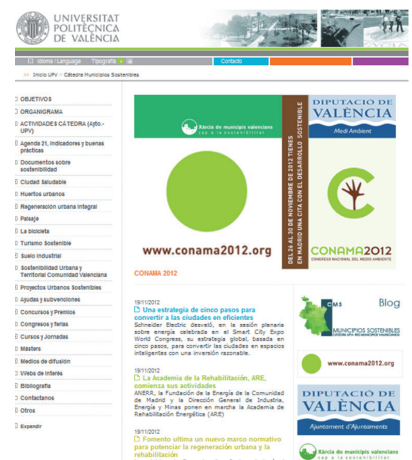 UNIVERSITAT
POLITÈCNICA
DE VALÈNCIA
Idioma / Language Tipografía
Contacto
Inicio UPV - Cátedra Municipios Sostenibles
OBJETIVOS
ORGANIGRAMA
ACTIVIDADES CÁTEDRA (Ayto.-
UPV)
Agenda 21, Indicadores y buenas
prácticas
Documentos sobre
sostenibilidad
Ciudad Saludable
Huertos urbanos
Regeneración urbana integral
Paisaje
La bicicleta
Turismo Sostenible
Suelo Industrial
Sostenibilidad Urbana y
Territorial Comunidad Valenciana
Proyectos Urbanos Sostenibles
Ajudas y subvenciones
Concursos y Premios
Congresos y ferias
Cursos y Jornadas
Másters
Medios de difusión
Webs de interés
Bibliografía
Contactanos
Otros
Expandir
Xàrcia de municipis valencians
cap a la sostenibilitat
www.conama2012.org
DEL 26 AL 30 DE NOVIEMBRE DE 2012 TIENES
EN MADRID UNA CITA CON EL DESARROLLO SOSTENIBLE
DIPUTACIÓ DE
VALÈNCIA
Medi Ambient
CONAMA2012
CONGRESO NACIONAL DEL MEDIO AMBIENTE
CONAMA 2012
19/11/2012
Una estrategia de cinco pasos para
convertir a las ciudades en eficientes
Schneider Electric desveló, en la sesión plenaria
sobre energía celebrada en el Smart City Expo
World Congress, su estrategia global, basada en
cinco pasos, para convertir las ciudades en espacios
inteligentes con una inversión razonable.
19/11/2012
La Academia de la Rehabilitación, ARE,
comienza sus actividades
ANERR, la Fundación de la Energía de la Comunidad
de Madrid y la Dirección General de Industria,
Energía y Minas ponen en marcha la Academia de
Rehabilitación Energética (ARE)
19/11/2012
Fomento ultima un nuevo marco normativo
para potenciar la regeneración urbana y la
rehabilitación
CMS
Blog
MUNICIPIOS SOSTENIBLES
www.conama2012.org
DIPUTACIÓ DE
VALÈNCIA
Ajuntament d'Ajuntaments
Xàrcia de municipis valencians
cap a la sostenibilitat